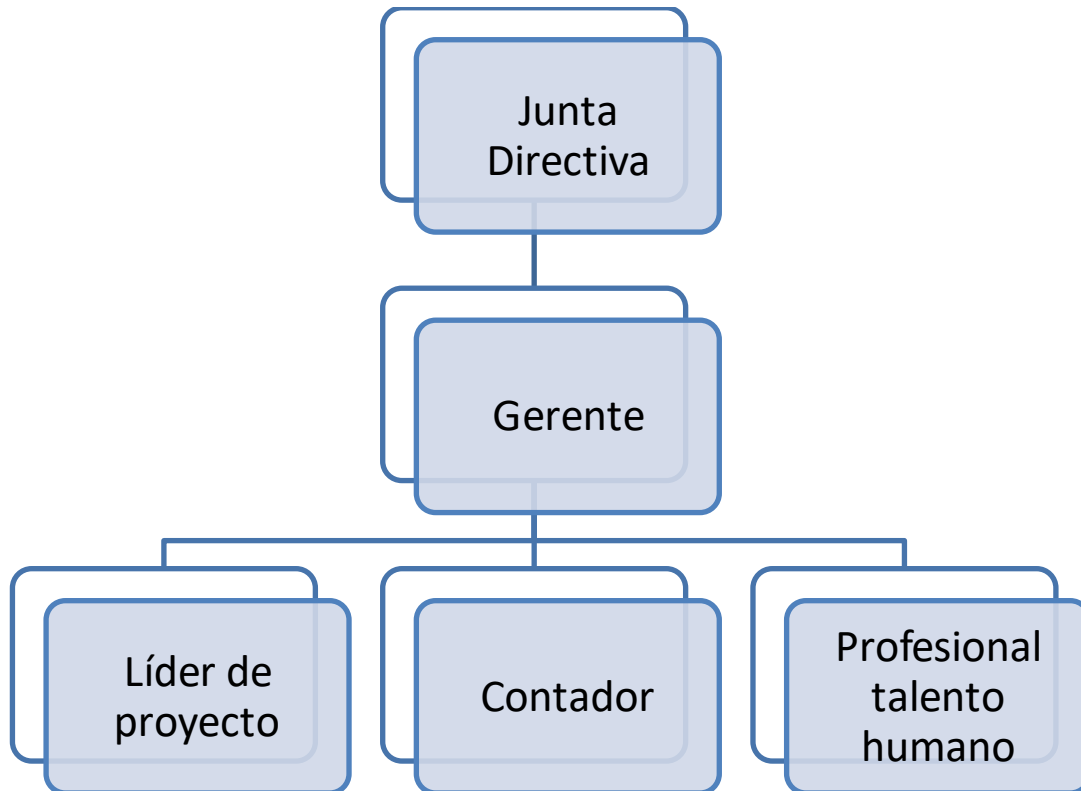 Junta
Directiva
Gerente
Líder de
proyecto
Contador
Profesional
talento
humano